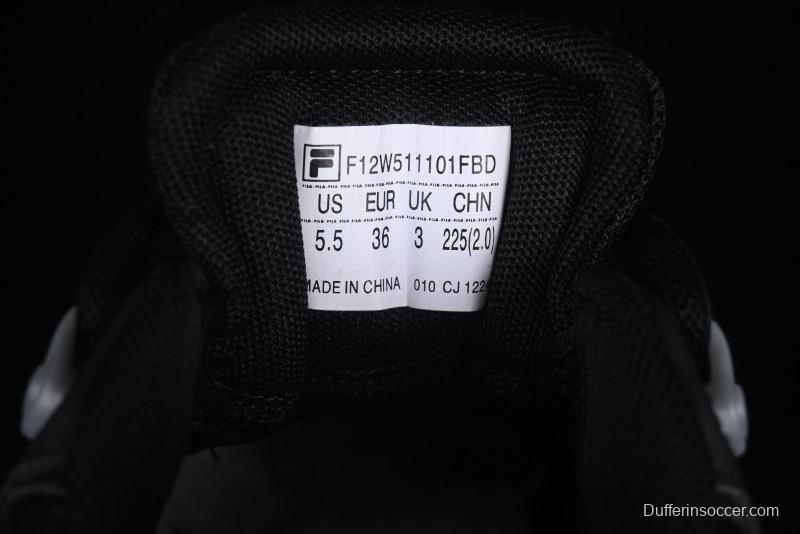 F F12W511101FBD
US EUR UK CHN
5.5 36 3 225(2.0)
MADE IN CHINA 010 CJ 122
Dufferinsoccer.com